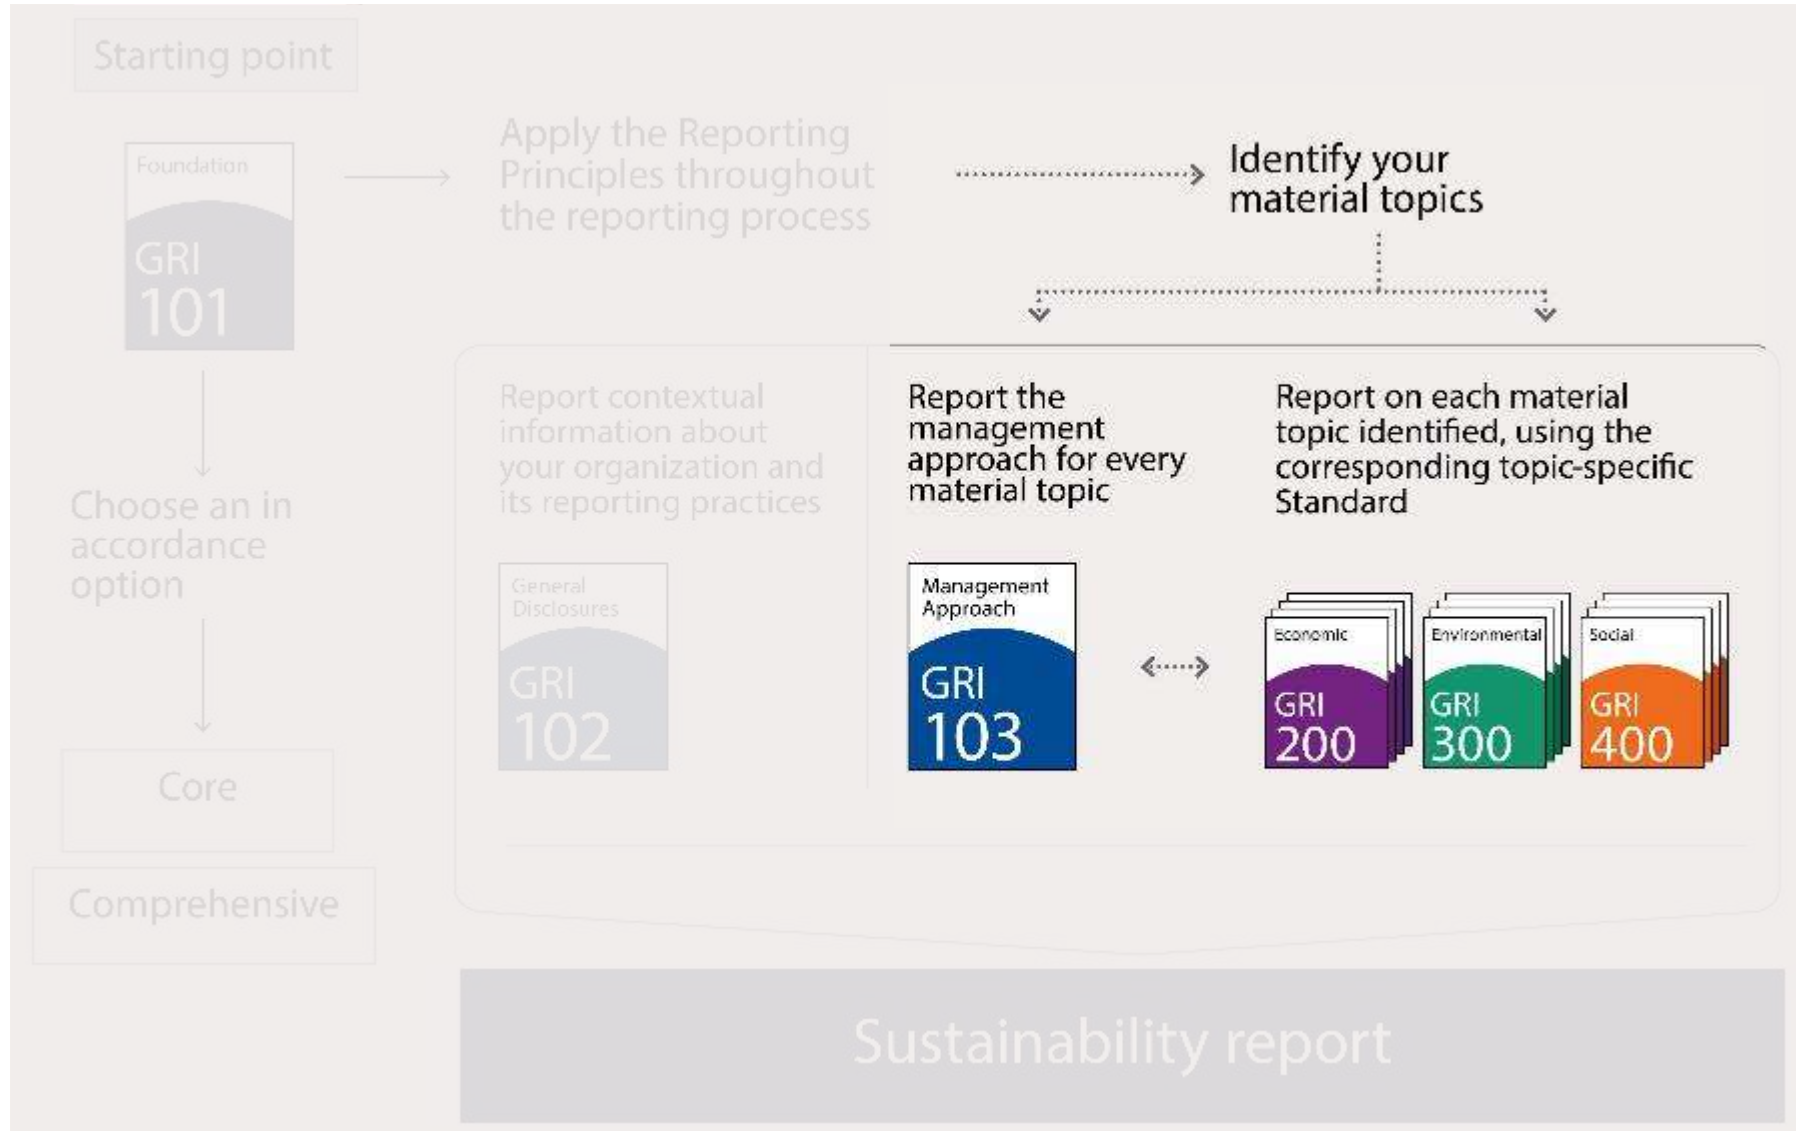 Starting point
Foundation
GRI
101
Apply the Reporting
Principles throughout
the reporting process
Identify your
material topics
Choose an in
accordance
option
Core
Comprehensive
Report contextual
information about
your organization and
its reporting practices
General
Disclosures
GRI
102
Report the
management
approach for every
material topic
Management
Approach
GRI
103
Report on each material
topic identified, using the
corresponding topic-specific
Standard
Economic
GRI
200
Environmental
GRI
300
Social
GRI
400
Sustainability report